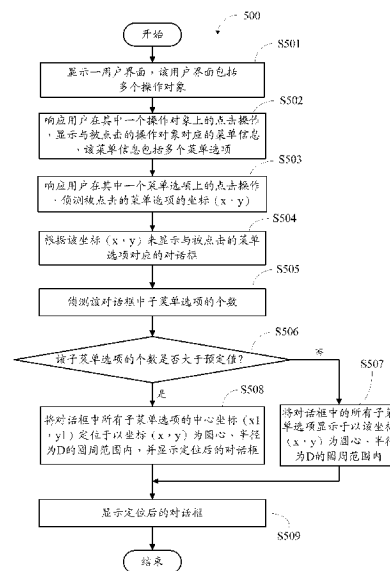 500
开始
S501
显示一用户界面，该用户界面包括
多个操作对象
S502
响应用户在其中一个操作对象上的点击操作，
显示与被点击的操作对象对应的菜单信息，
该菜单信息包括多个菜单选项
S503
响应用户在其中一个菜单选项上的点击操作
，侦测被点击的菜单选项的坐标（x，y）
S504
根据该坐标（x，y）来显示与被点击的菜单
选项对应的对话框
S505
侦测该对话框中子菜单选项的个数
S506
该子菜单选项的个数是否大于预定值？
否
S507
是
S508
将对话框中所有子菜单选项的中心坐标（x1
，y1）定位于以坐标（x，y）为圆心、半径
为D的圆周范围内，并显示定位后的对话框
将对话框中的所有子菜
单选项显示于以该坐标
（x，y）为圆心、半径
为D的圆周范围内
显示定位后的对话框
S509
结束